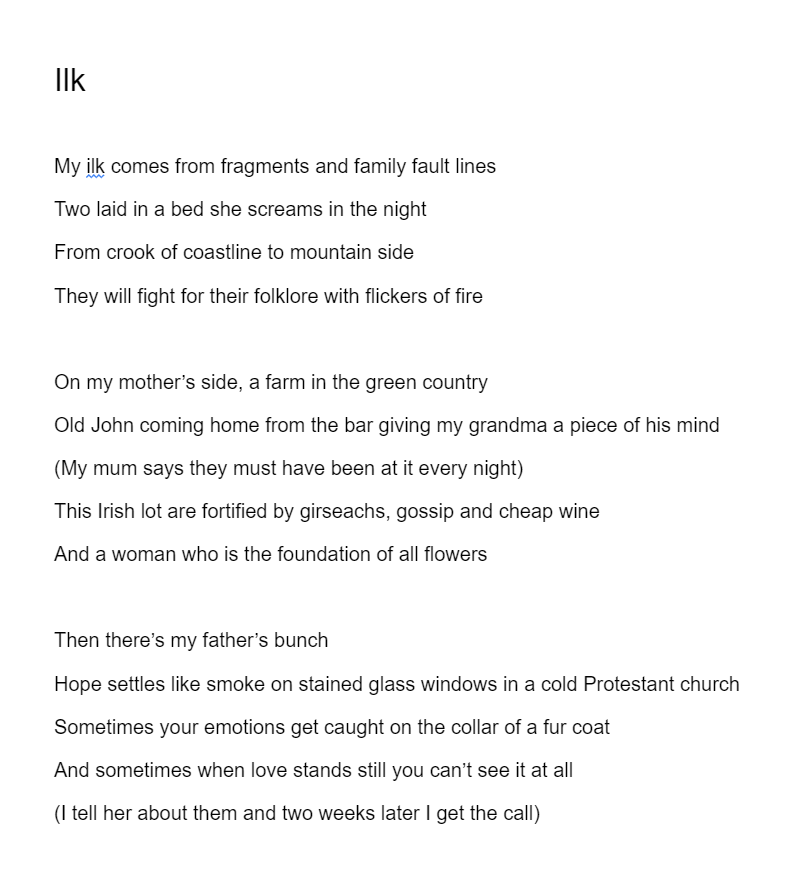 Ilk
My ilk comes from fragments and family fault lines
Two laid in a bed she screams in the night
From crook of coastline to mountain side
They will fight for their folklore with flickers of fire
On my mother’s side, a farm in the green country
Old John coming home from the bar giving my grandma a piece of his mind
(My mum says they must have been at it every night)
This Irish lot are fortified by girseachs, gossip and cheap wine
And a woman who is the foundation of all flowers
Then there’s my father’s bunch
Hope settles like smoke on stained glass windows in a cold Protestant church
Sometimes your emotions get caught on the collar of a fur coat
And sometimes when love stands still you can’t see it at all
(I tell her about them and two weeks later I get the call)